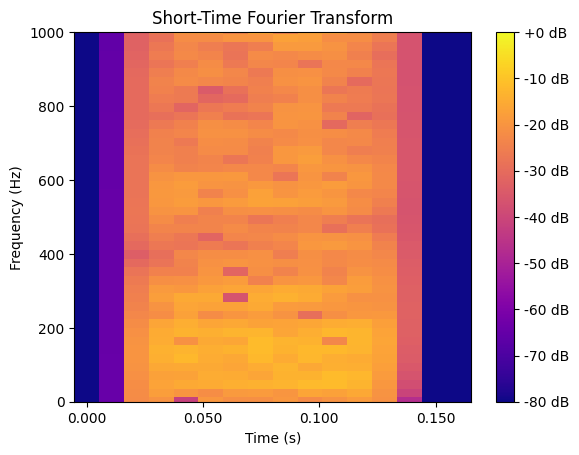 Short-Time Fourier Transform
1000
800
600
400
200
0
Frequency (Hz)
0.000
0.050
0.100
0.150
Time (s)
+0 dB
-10 dB
-20 dB
-30 dB
-40 dB
-50 dB
-60 dB
-70 dB
-80 dB